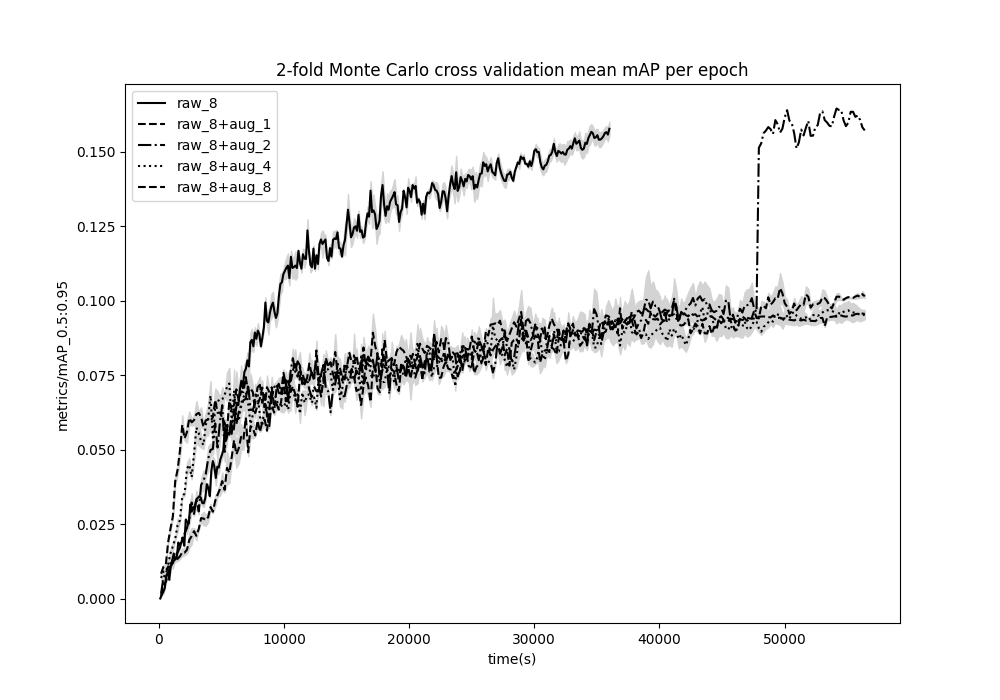 2-fold Monte Carlo cross validation mean mAP per epoch
raw_8
raw_8+aug_1
raw_8+aug_2
raw_8+aug_4
raw_8+aug_8
metrics/mAP_0.5:0.95
0.150
0.125
0.100
0.075
0.050
0.025
0.000
0
10000
20000
30000
40000
50000
time(s)